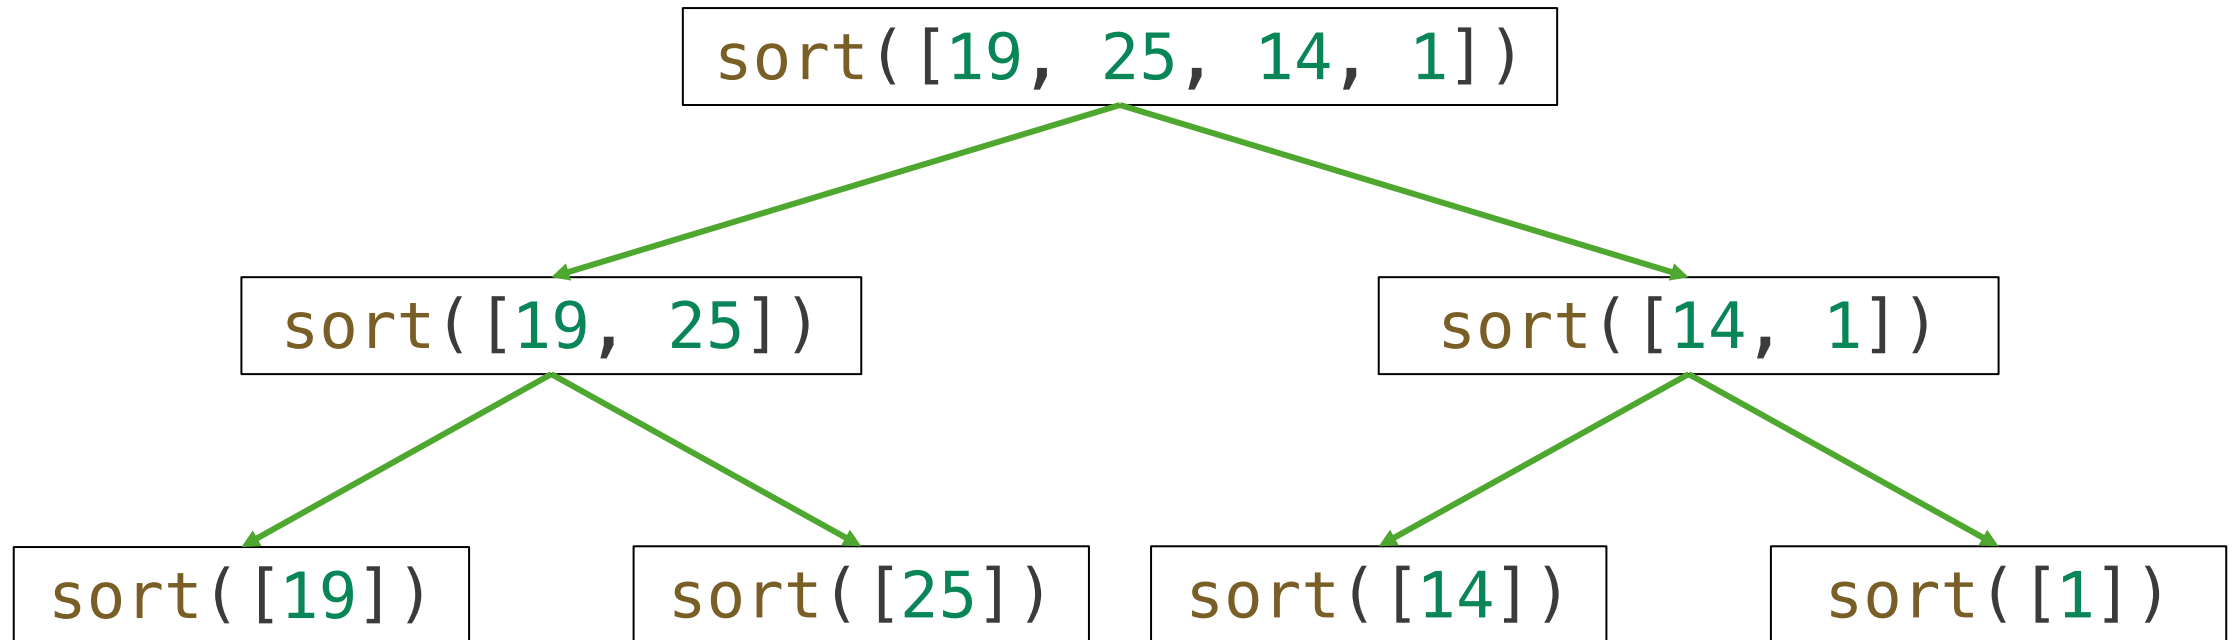 sort([19, 25, 14, 1])
sort([19, 25])
sort([14, 1])
sort([19])
sort([25])
sort([14])
sort([1])